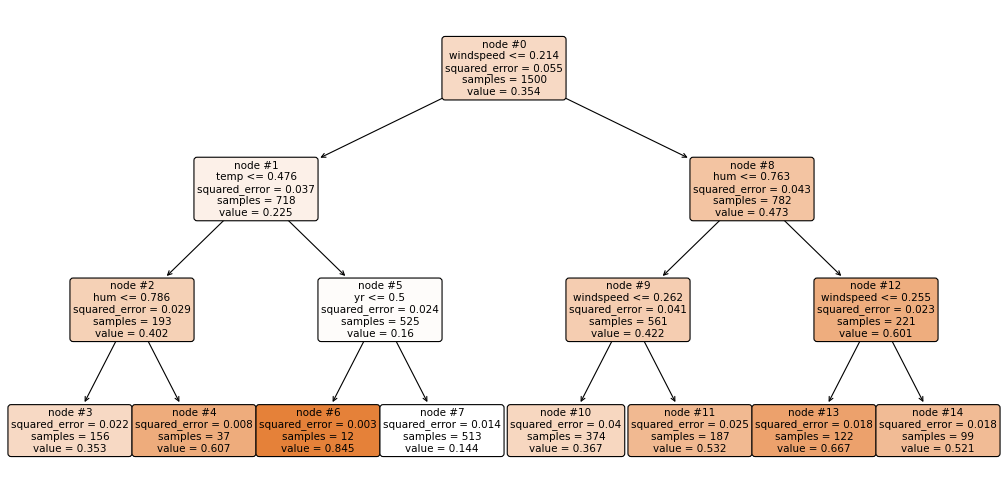 node #0
windspeed <= 0.214
squared_error = 0.055
samples = 1500
value = 0.354
node #1
temp <= 0.476
squared_error = 0.037
samples = 718
value = 0.225
node #8
hum <= 0.763
squared_error = 0.043
samples = 782
value = 0.473
node #2
hum <= 0.786
squared_error = 0.029
samples = 193
value = 0.402
node #5
yr <= 0.5
squared_error = 0.024
samples = 525
value = 0.16
node #9
windspeed <= 0.262
squared_error = 0.041
samples = 561
value = 0.422
node #12
windspeed <= 0.255
squared_error = 0.023
samples = 221
value = 0.601
node #3
squared_error = 0.022
samples = 156
value = 0.353
node #4
squared_error = 0.008
samples = 37
value = 0.607
node #6
squared_error = 0.003
samples = 12
value = 0.845
node #7
squared_error = 0.014
samples = 513
value = 0.144
node #10
squared_error = 0.04
samples = 374
value = 0.367
node #11
squared_error = 0.025
samples = 187
value = 0.532
node #13
squared_error = 0.018
samples = 122
value = 0.667
node #14
squared_error = 0.018
samples = 99
value = 0.521